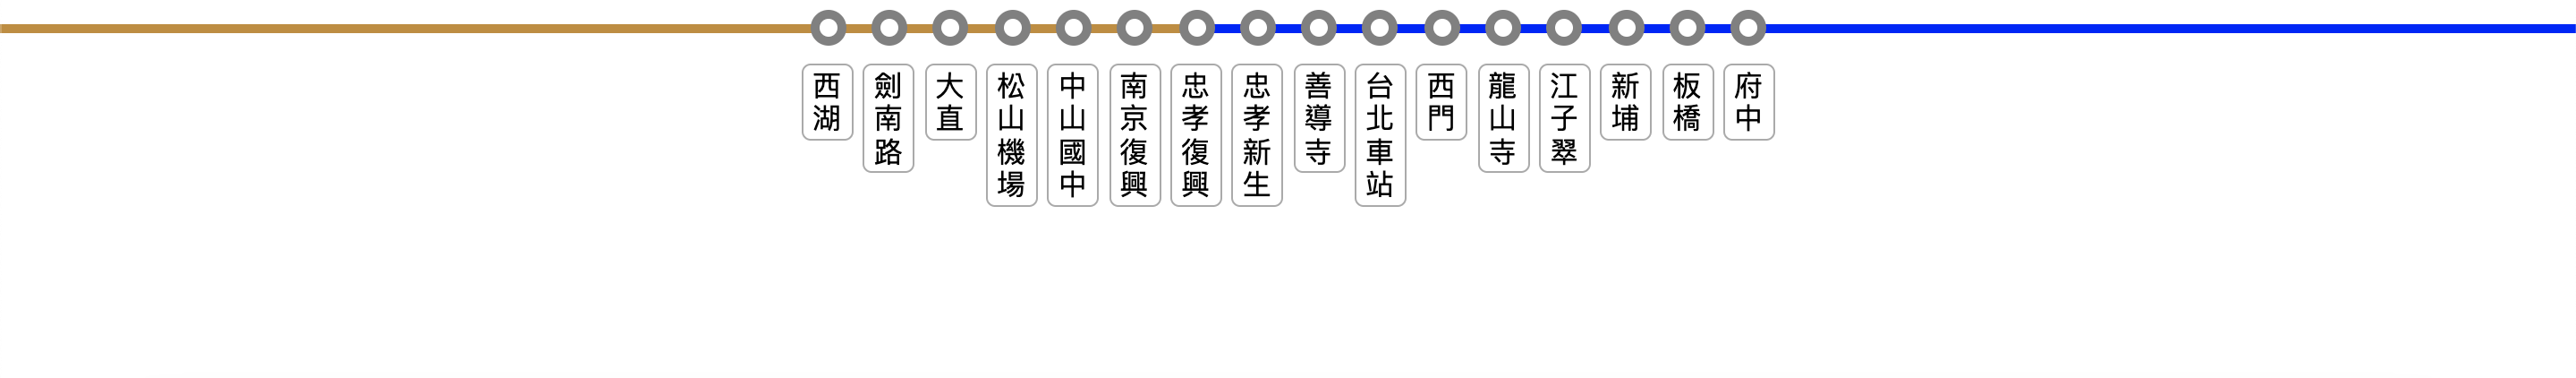 西湖
劍南路
大直
松山機場
中山國中
南京復興
忠孝復興
忠孝新生
善導寺
台北車站
西門
龍山寺
江子翠
新埔
板橋
府中